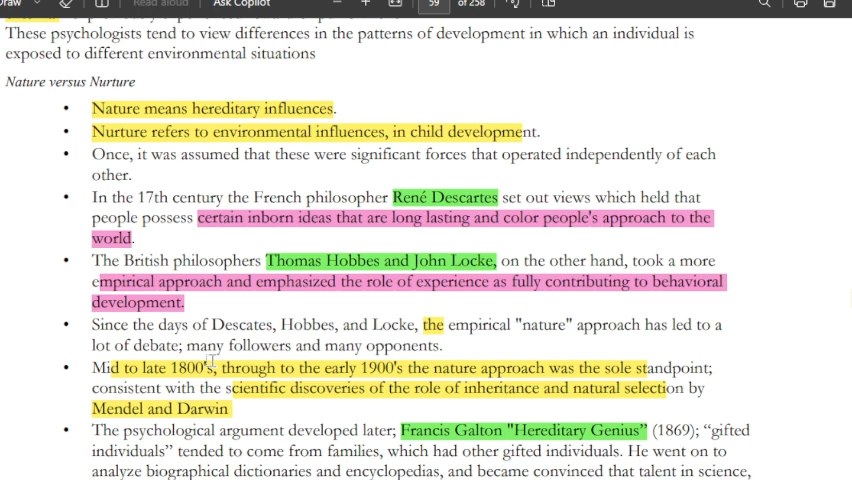 Draw
Read aloud
Ask Copilot
59
of 258
These psychologists tend to view differences in the patterns of development in which an individual is
exposed to different environmental situations
Nature versus Nurture
• Nature means hereditary influences.
• Nurture refers to environmental influences, in child development.
• Once, it was assumed that these were significant forces that operated independently of each
other.
• In the 17th century the French philosopher René Descartes set out views which held that
people possess certain inborn ideas that are long lasting and color people's approach to the
world.
• The British philosophers Thomas Hobbes and John Locke, on the other hand, took a more
empirical approach and emphasized the role of experience as fully contributing to behavioral
development.
• Since the days of Descates, Hobbes, and Locke, the empirical "nature" approach has led to a
lot of debate; many followers and many opponents.
• Mid to late 1800's, through to the early 1900's the nature approach was the sole standpoint;
consistent with the scientific discoveries of the role of inheritance and natural selection by
Mendel and Darwin
• The psychological argument developed later; Francis Galton "Hereditary Genius” (1869); “gifted
individuals” tended to come from families, which had other gifted individuals. He went on to
analyze biographical dictionaries and encyclopedias, and became convinced that talent in science,